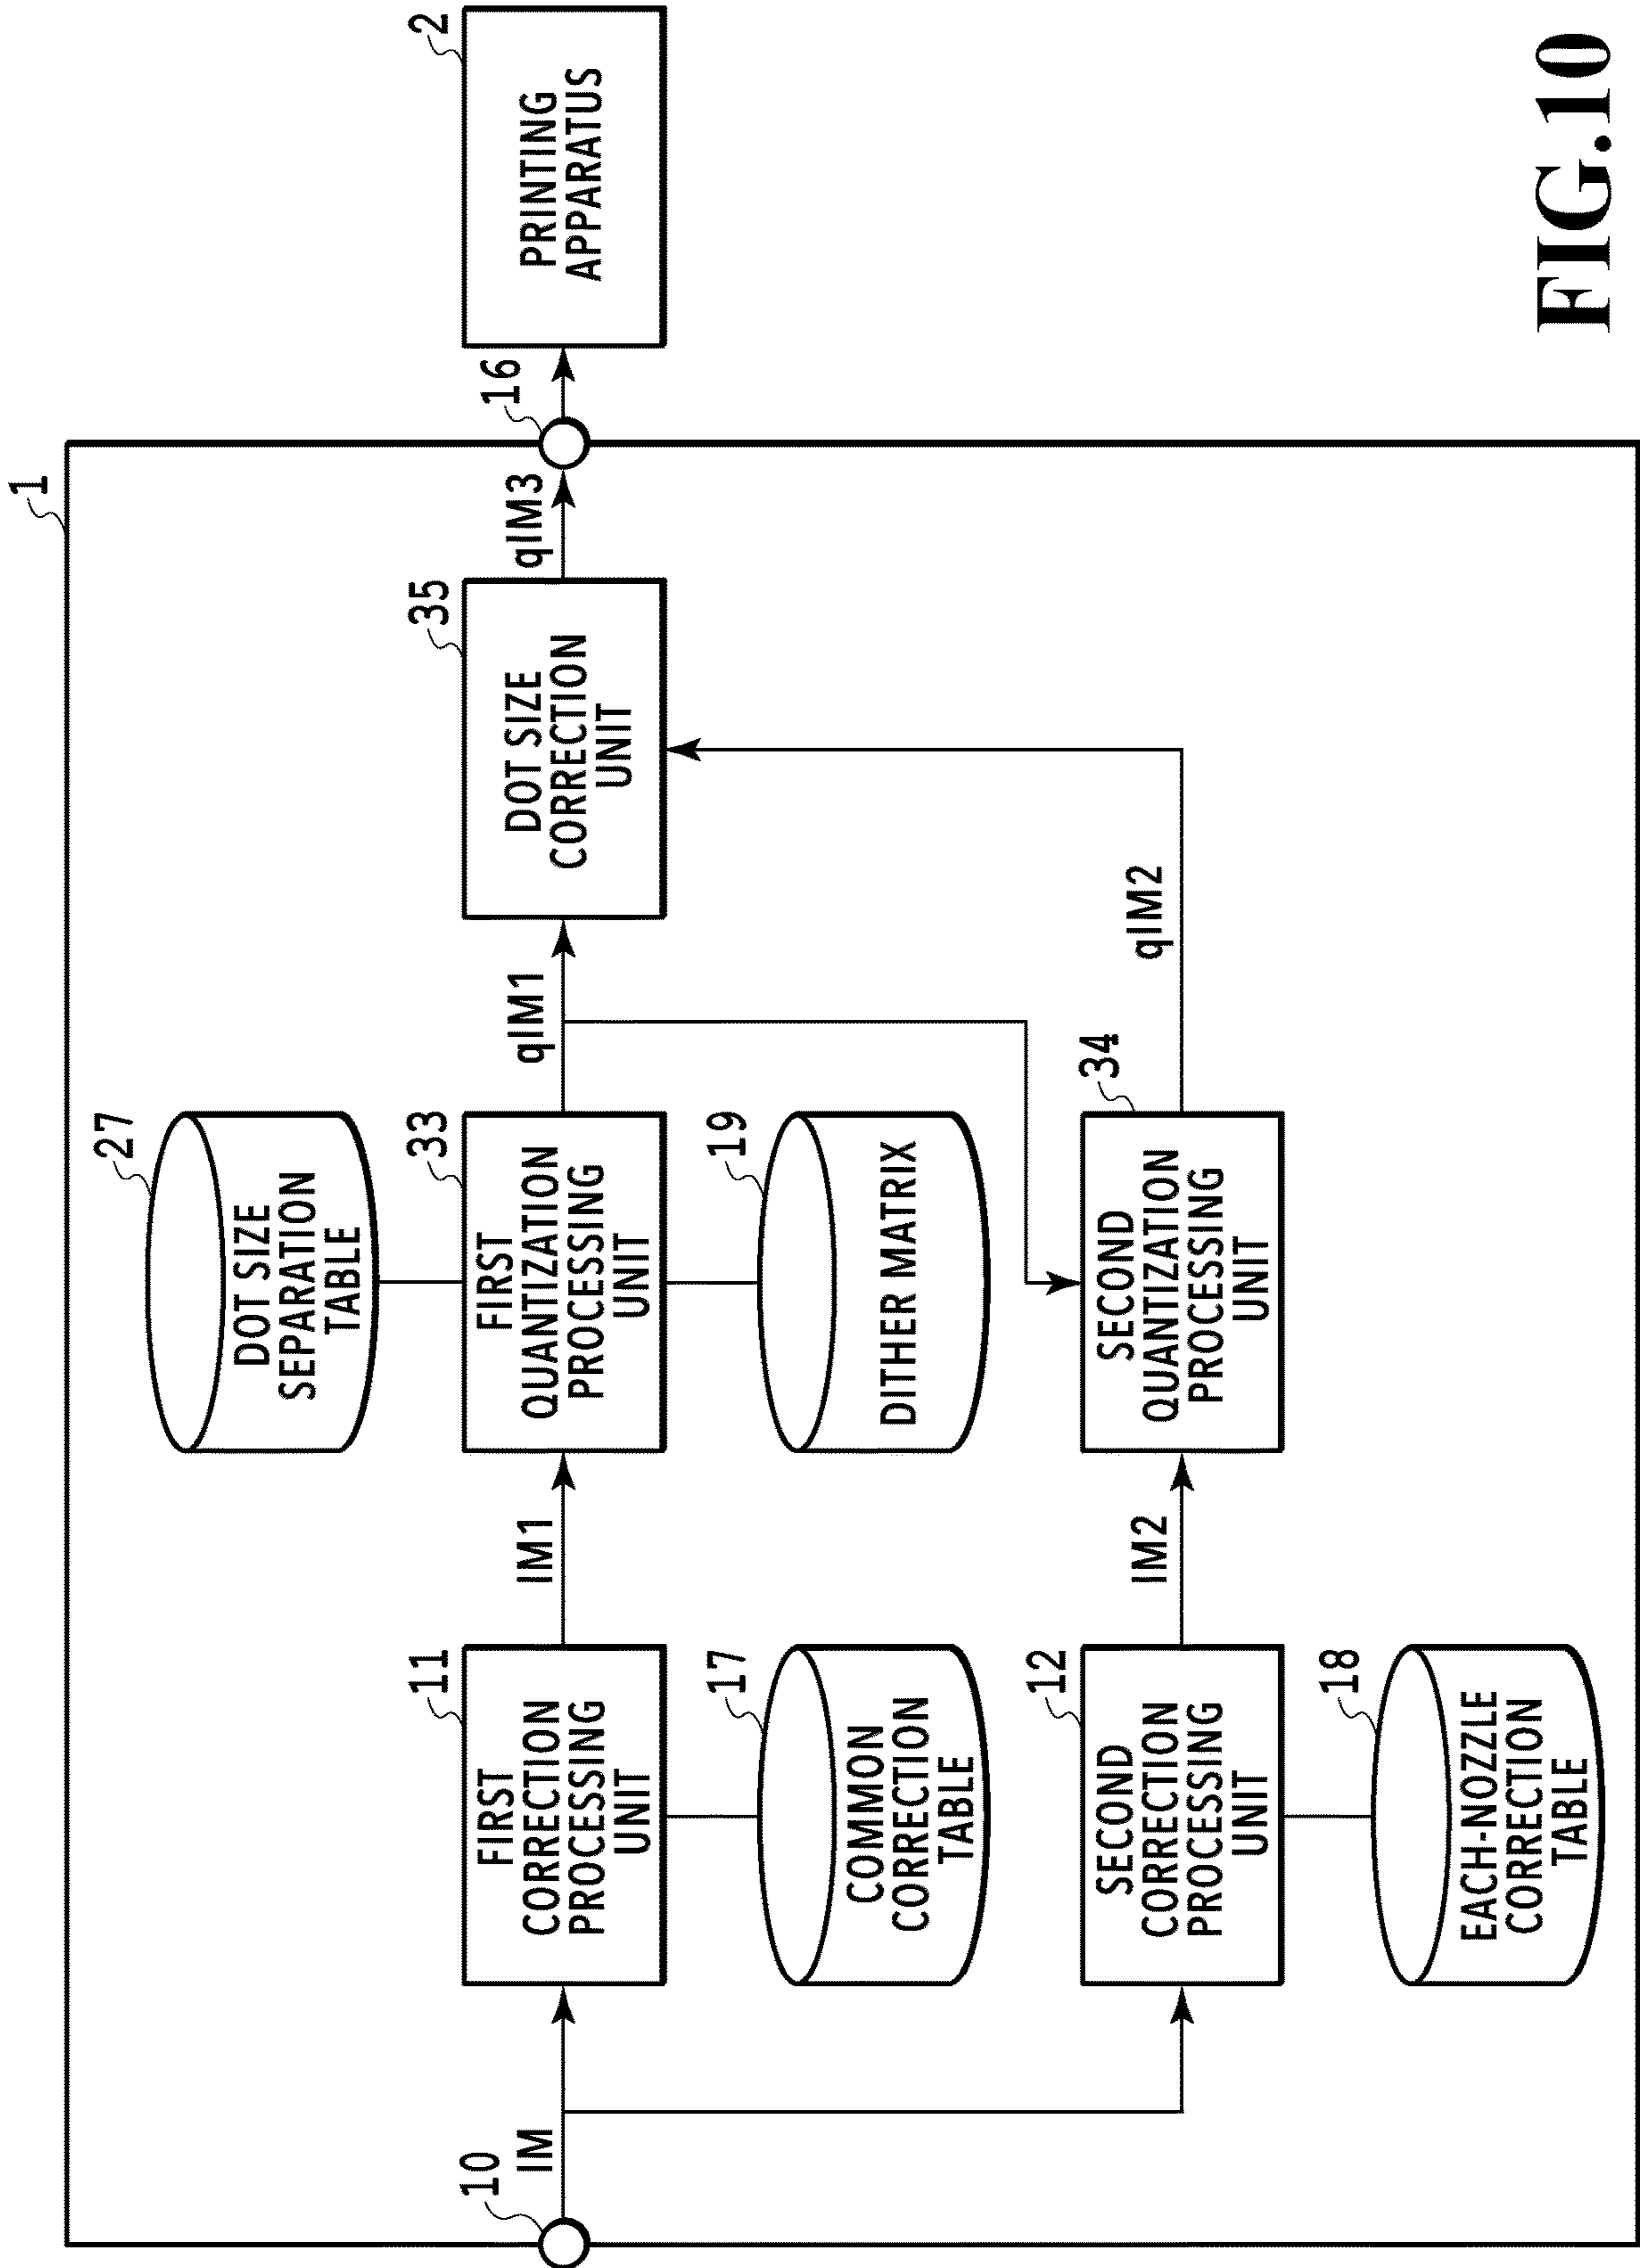 1
10
IM
11
FIRST
CORRECTION
PROCESSING
UNIT
IM1
27
DOT SIZE
SEPARATION
TABLE
33
FIRST
QUANTIZATION
PROCESSING
UNIT
qIM1
35
DOT SIZE
CORRECTION
UNIT
qIM3
16
2
PRINTING
APPARATUS
17
COMMON
CORRECTION
TABLE
19
DITHER MATRIX
12
SECOND
CORRECTION
PROCESSING
UNIT
IM2
34
SECOND
QUANTIZATION
PROCESSING
UNIT
qIM2
18
EACH-NOZZLE
CORRECTION
TABLE
FIG.10